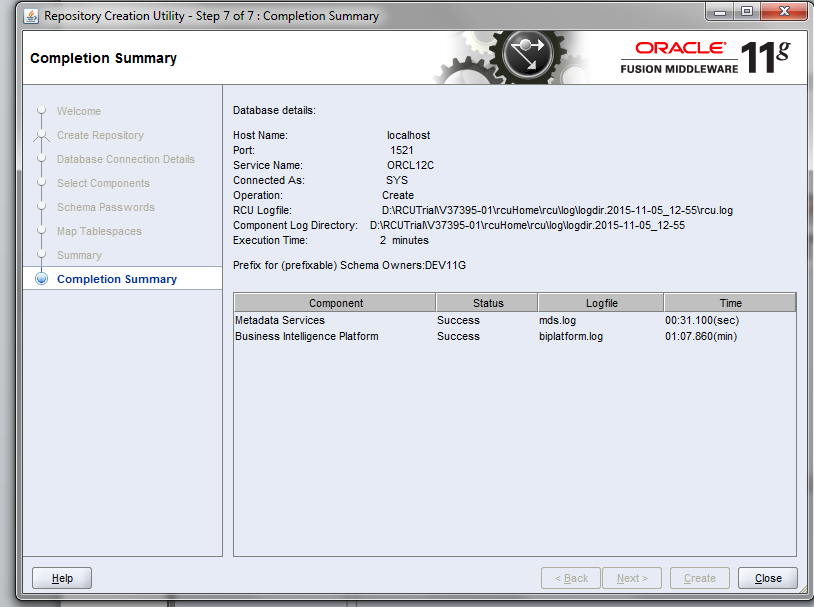 Repository Creation Utility - Step 7 of 7 : Completion Summary
Completion Summary
ORACLE
FUSION MIDDLEWARE 11g
Welcome
Create Repository
Database Connection Details
Select Components
Schema Passwords
Map Tablespaces
Summary
Completion Summary
Database details:
Host Name: localhost
Port: 1521
Service Name: ORCL12C
Connected As: SYS
Operation: Create
RCU Logfile: D:\RCUTrial\V37395-01\rcuHome\rcu\log\logdir.2015-11-05_12-55\rcu.log
Component Log Directory: D:\RCUTrial\V37395-01\rcuHome\rcu\log\logdir.2015-11-05_12-55
Execution Time: 2 minutes
Prefix for (prefixable) Schema Owners:DEV11G
Component Status Logfile Time
Metadata Services Success mds.log 00:31.100(sec)
Business Intelligence Platform Success biplatform.log 01:07.860(min)
Help < Back Next > Create Close